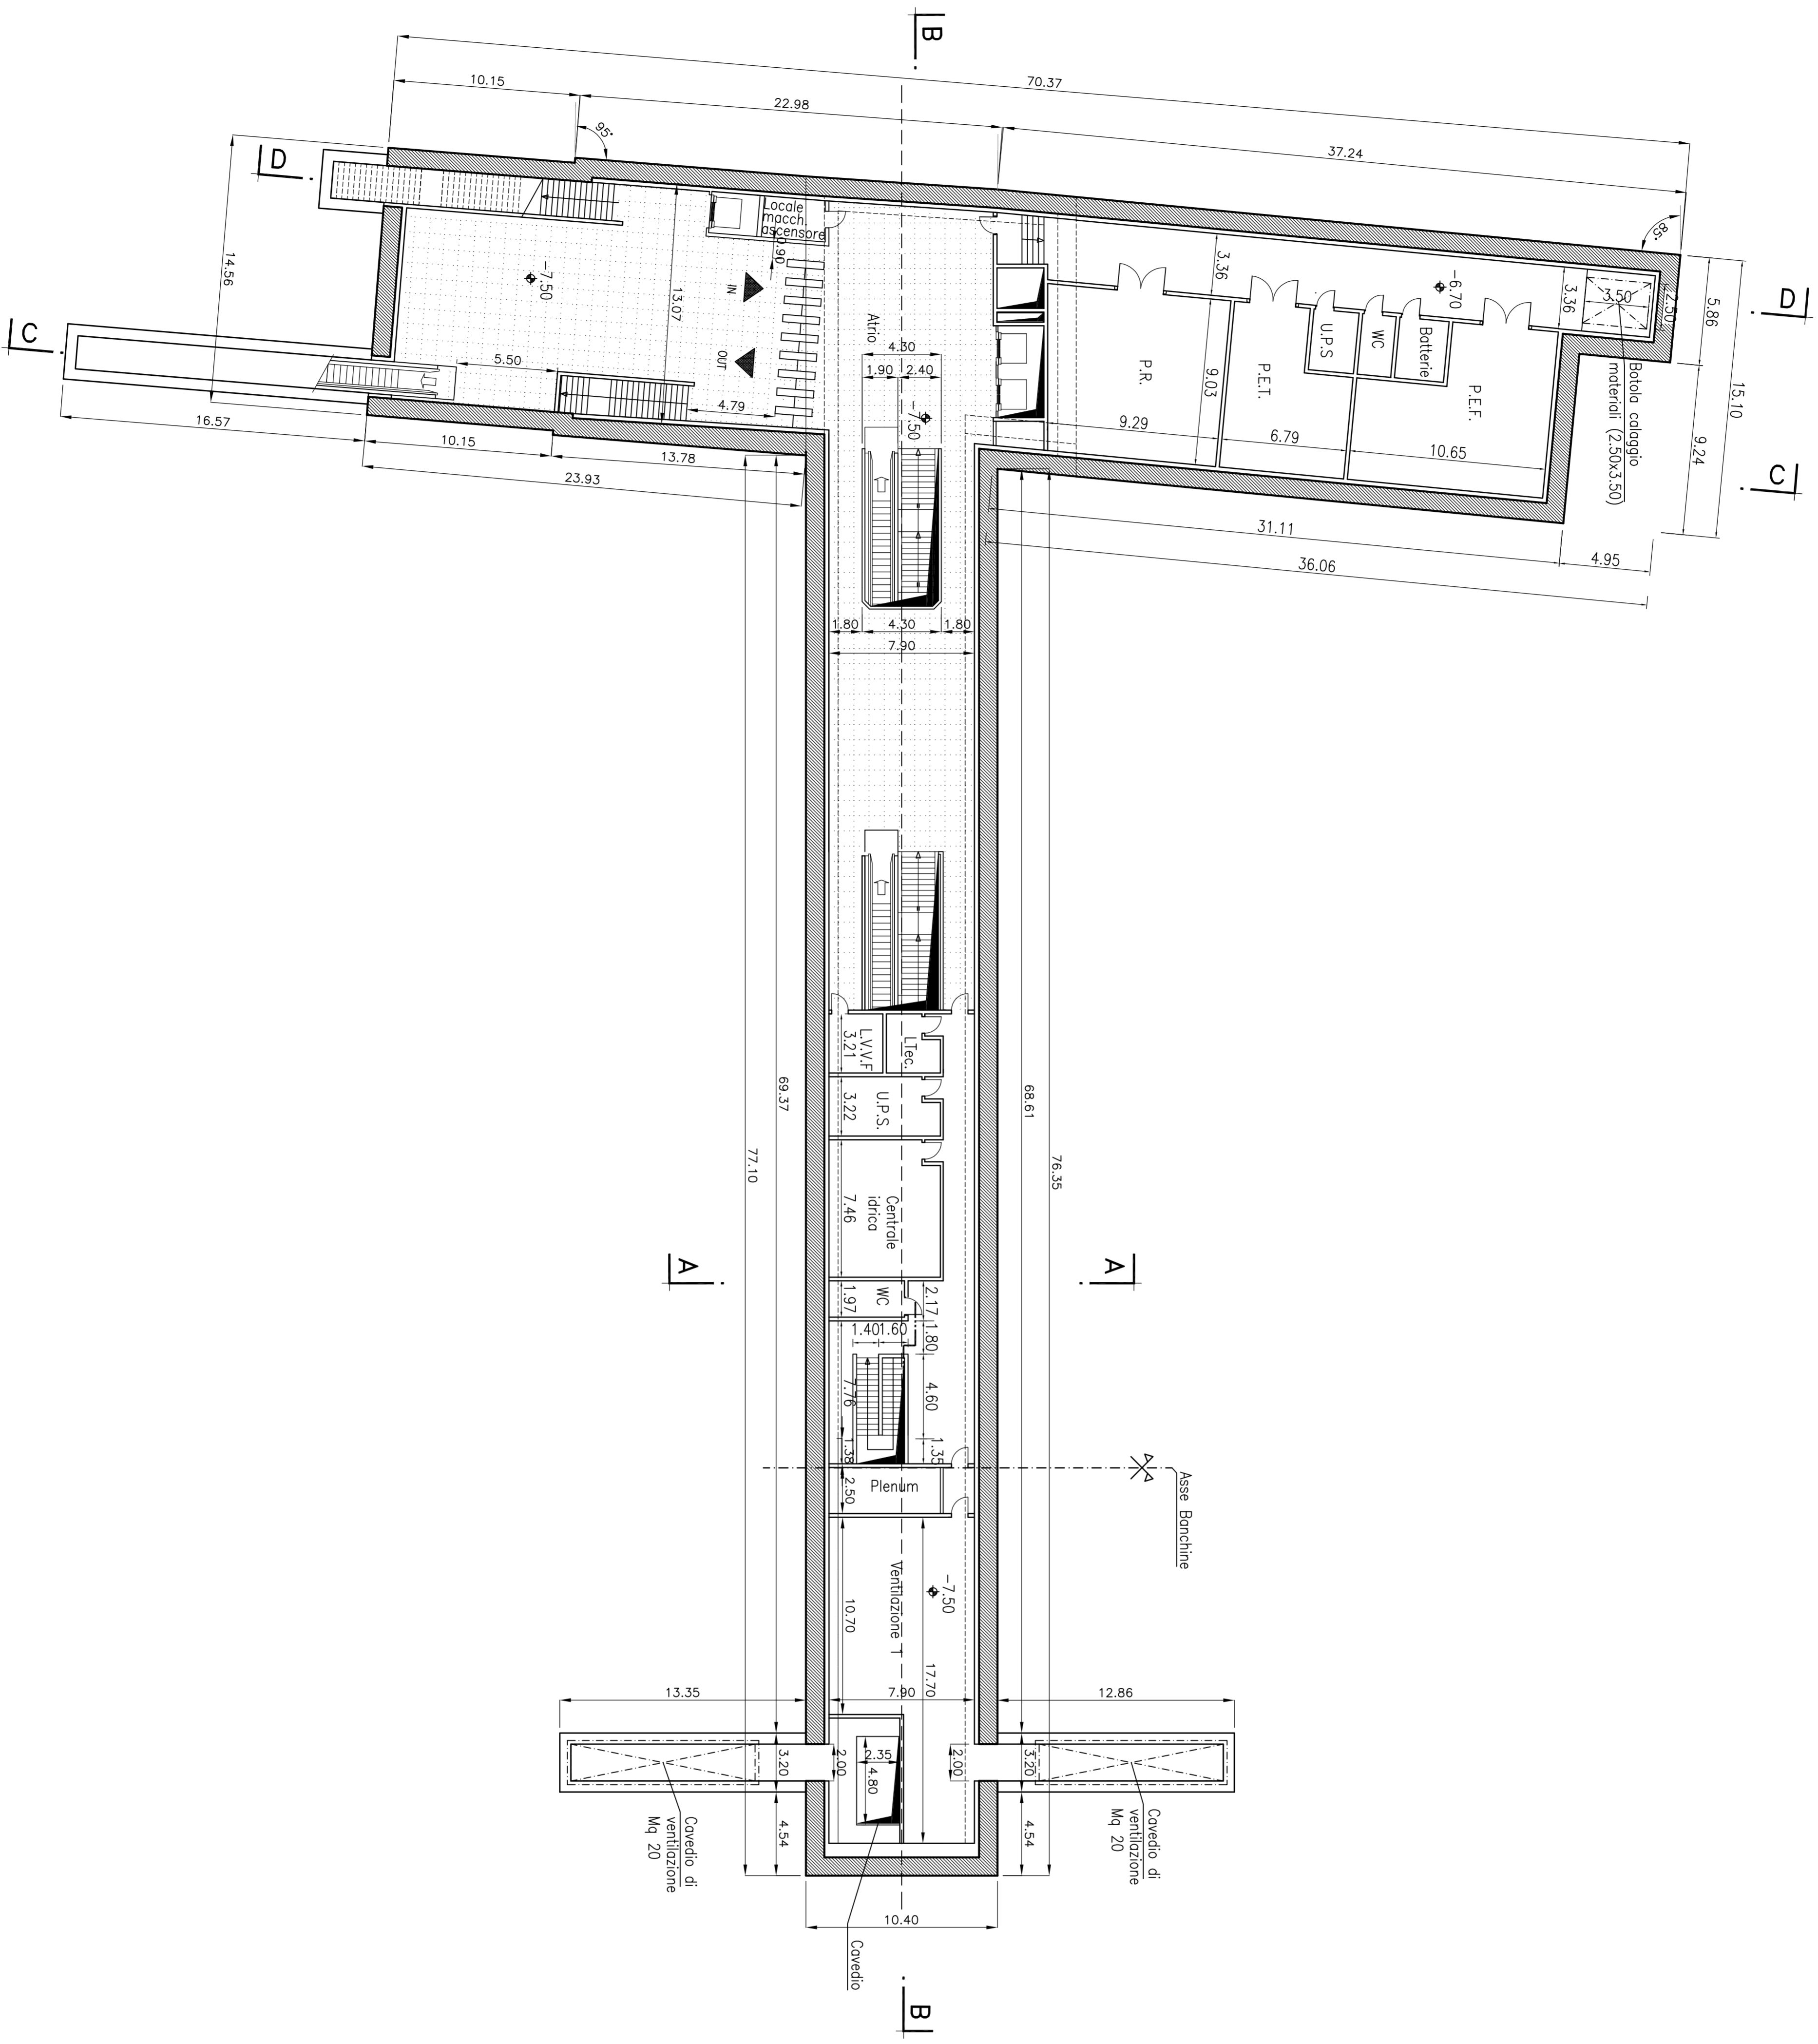 B
70.37
10.15
22.98
37.24
95°
85°
D
14.56
C
Locale
macch.
ascensore
0.90
-7.50
IN
13.07
OUT
5.50
4.79
16.57
10.15
13.78
23.93
Atrio
4.30
1.90
2.40
-7.50
3.36
9.03
P.R.
9.29
P.E.T.
6.79
U.P.S
WC
Batterie
-6.70
P.E.F.
10.65
3.36
3.50
2.50
5.86
15.10
9.24
D
C
Botola calaggio
materiali (2.50x3.50)
31.11
4.95
36.06
1.80
4.30
1.80
7.90
L.V.V.F
3.21
L.Tec.
U.P.S.
3.22
69.37
77.10
68.61
76.35
Centrale
idrica
7.46
A
A
WC
1.97
2.17
1.80
1.40
1.60
7.76
4.60
1.38
1.35
Plenum
2.50
Asse Banchine
Ventilazione T
-7.50
10.70
17.70
13.35
7.90
12.86
3.20
2.00
2.35
4.80
2.00
3.20
4.54
4.54
Cavedio di
ventilazione
Mq 20
Cavedio di
ventilazione
Mq 20
10.40
Cavedio
B